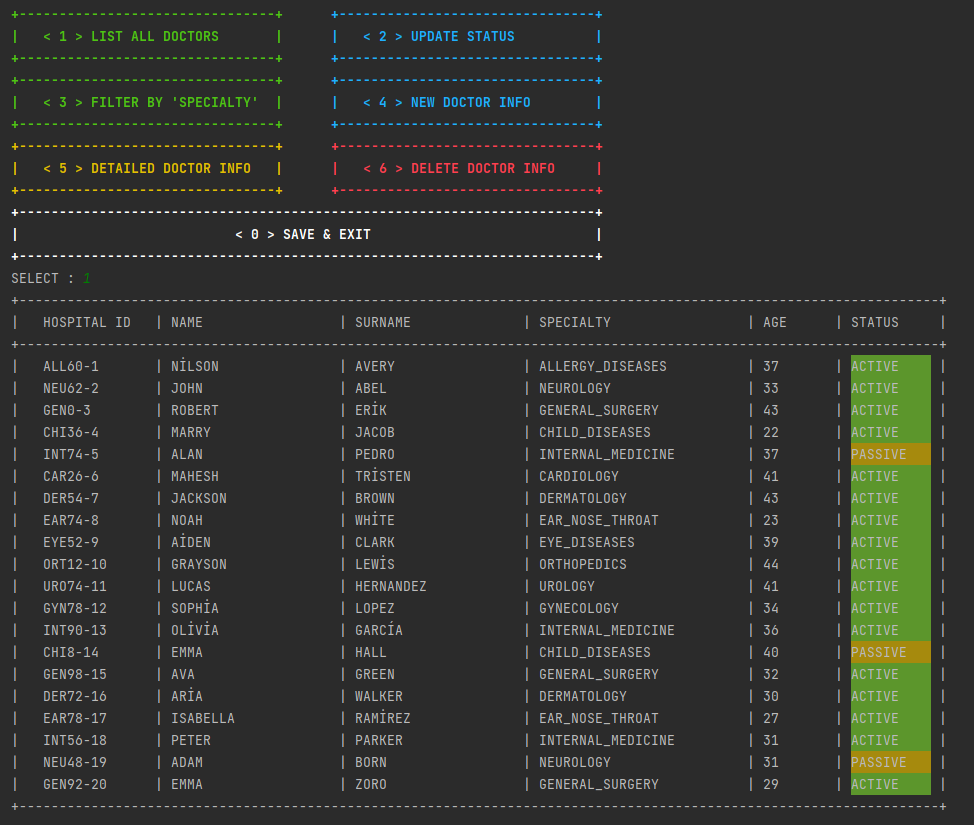 < 1 > LIST ALL DOCTORS | < 2 > UPDATE STATUS
< 3 > FILTER BY 'SPECIALTY' | < 4 > NEW DOCTOR INFO
< 5 > DETAILED DOCTOR INFO | < 6 > DELETE DOCTOR INFO
< 0 > SAVE & EXIT
SELECT : 1
| HOSPITAL ID | NAME | SURNAME | SPECIALTY | AGE | STATUS |
| ALL60-1 | NİLSON | AVERY | ALLERGY_DISEASES | 37 | ACTIVE |
| NEU62-2 | JOHN | ABEL | NEUROLOGY | 33 | ACTIVE |
| GEN0-3 | ROBERT | ERİK | GENERAL_SURGERY | 43 | ACTIVE |
| CHI36-4 | MARRY | JACOB | CHILD_DISEASES | 22 | ACTIVE |
| INT74-5 | ALAN | PEDRO | INTERNAL_MEDICINE | 37 | PASSIVE |
| CAR26-6 | MAHESH | TRİSTEN | CARDIOLOGY | 41 | ACTIVE |
| DER54-7 | JACKSON | BROWN | DERMATOLOGY | 43 | ACTIVE |
| EAR74-8 | NOAH | WHİTE | EAR_NOSE_THROAT | 23 | ACTIVE |
| EYE52-9 | AİDEN | CLARK | EYE_DISEASES | 39 | ACTIVE |
| ORT12-10 | GRAYSON | LEWİS | ORTHOPEDICS | 44 | ACTIVE |
| URO74-11 | LUCAS | HERNANDEZ | UROLOGY | 41 | ACTIVE |
| GYN78-12 | SOPHİA | LOPEZ | GYNECOLOGY | 34 | ACTIVE |
| INT90-13 | OLİVİA | GARCÍA | INTERNAL_MEDICINE | 36 | ACTIVE |
| CHI8-14 | EMMA | HALL | CHILD_DISEASES | 40 | PASSIVE |
| GEN98-15 | AVA | GREEN | GENERAL_SURGERY | 32 | ACTIVE |
| DER72-16 | ARİA | WALKER | DERMATOLOGY | 30 | ACTIVE |
| EAR78-17 | ISABELLA | RAMİREZ | EAR_NOSE_THROAT | 27 | ACTIVE |
| INT56-18 | PETER | PARKER | INTERNAL_MEDICINE | 31 | ACTIVE |
| NEU48-19 | ADAM | BORN | NEUROLOGY | 31 | PASSIVE |
| GEN92-20 | EMMA | ZORO | GENERAL_SURGERY | 29 | ACTIVE |